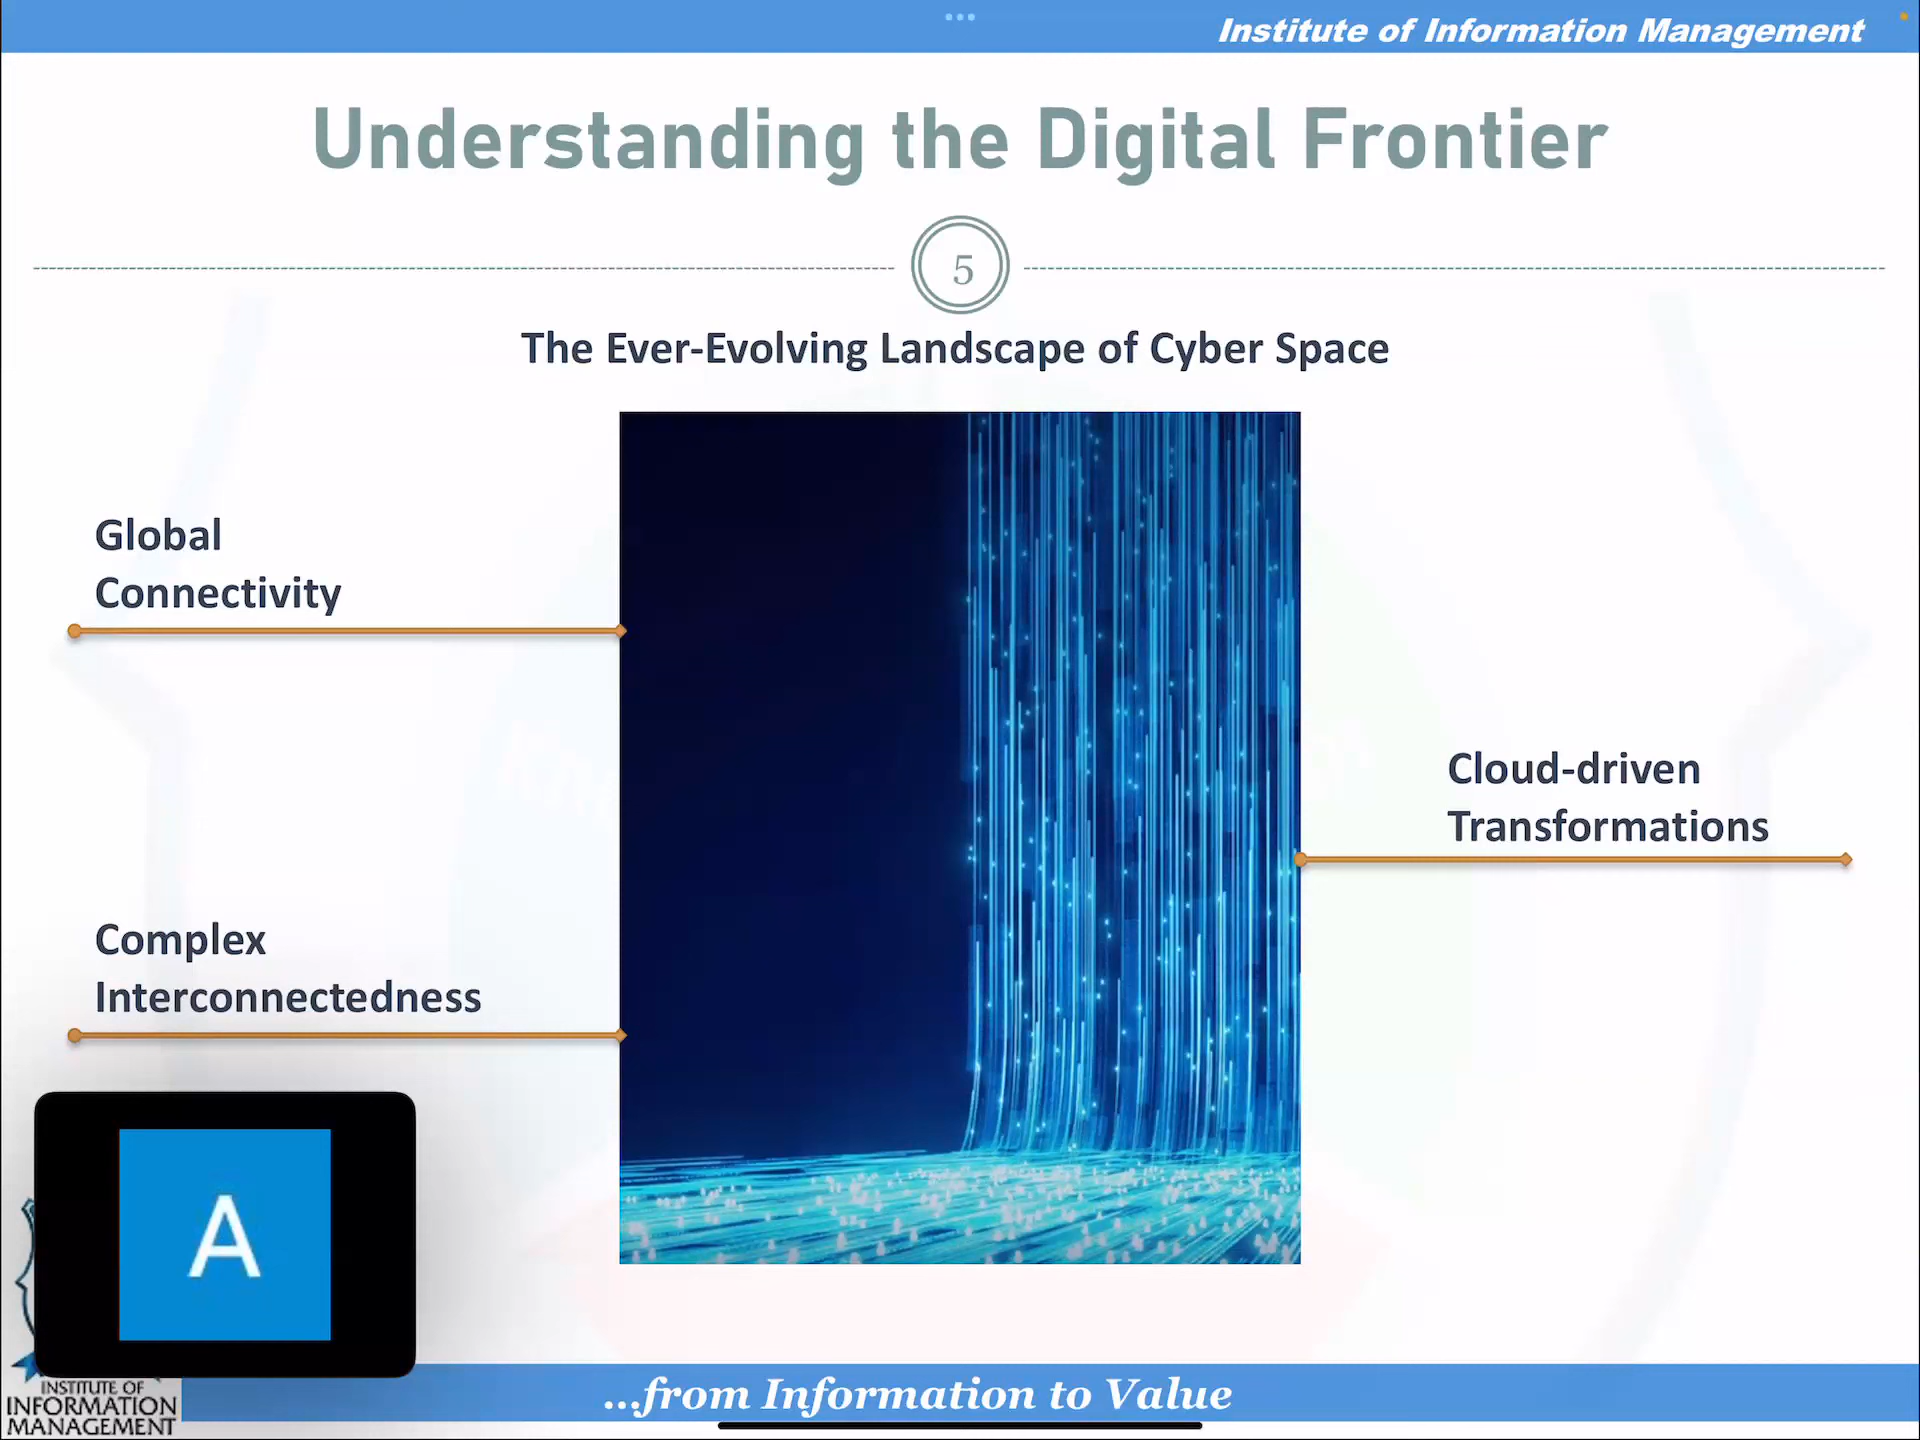 Institute of Information Management
Understanding the Digital Frontier
5
The Ever-Evolving Landscape of Cyber Space
Global
Connectivity
Cloud-driven
Transformations
Complex
Interconnectedness
A
INSTITUTE OF
INFORMATION
MANAGEMENT
...from Information to Value